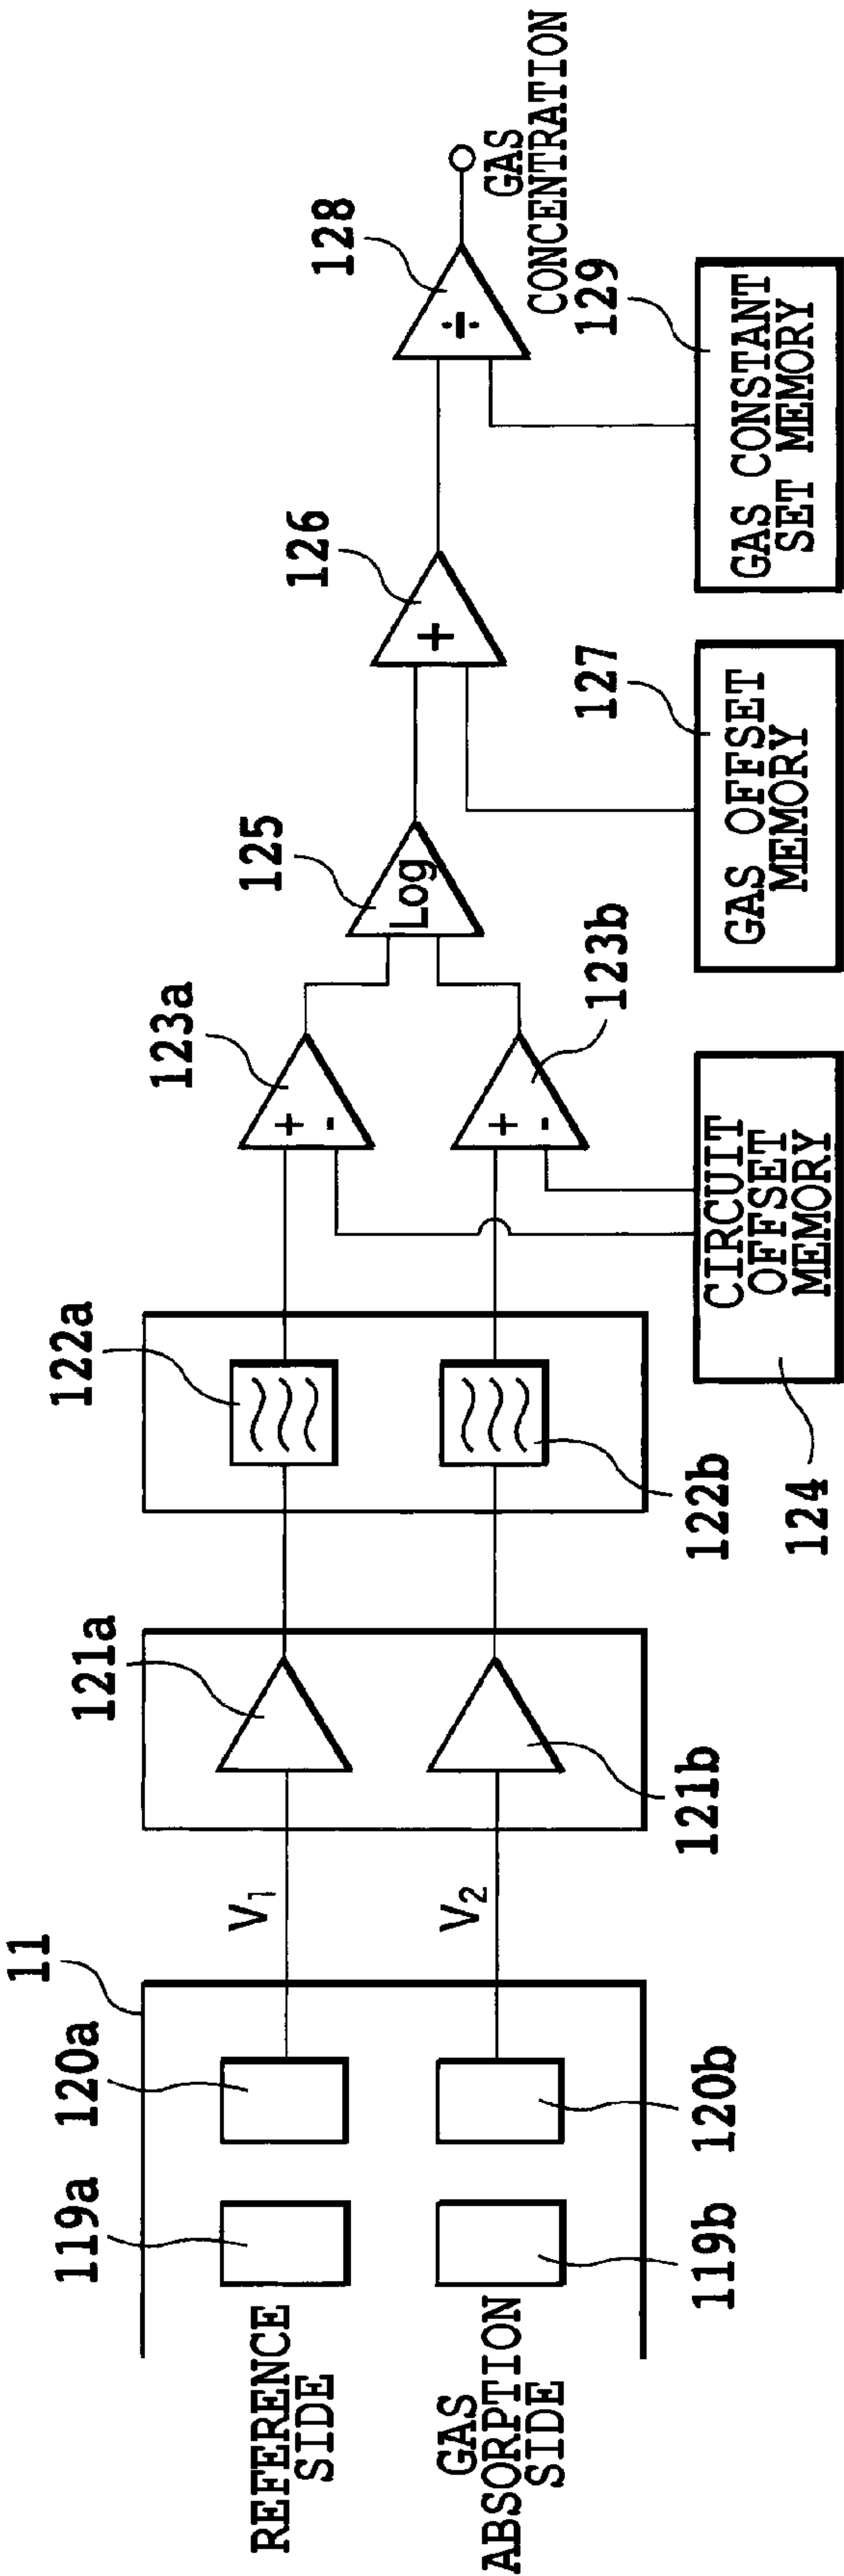 11
119a
120a
121a
122a
123a
125
126
128
REFERENCE
SIDE
V1
+
-
Log
+
÷
GAS
CONCENTRATION
GAS
ABSORPTION
SIDE
V2
+
-
123b
119b
120b
121b
122b
124
CIRCUIT
OFFSET
MEMORY
127
GAS OFFSET
MEMORY
129
GAS CONSTANT
SET MEMORY